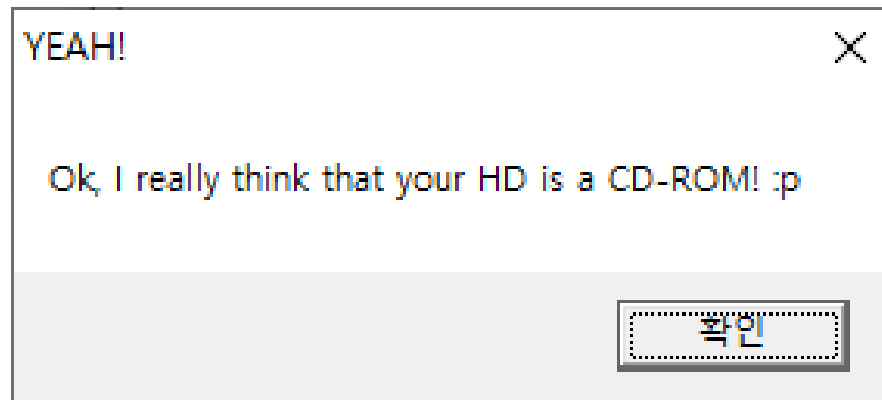 YEAH!
Ok, I really think that your HD is a CD-ROM! :p
확인